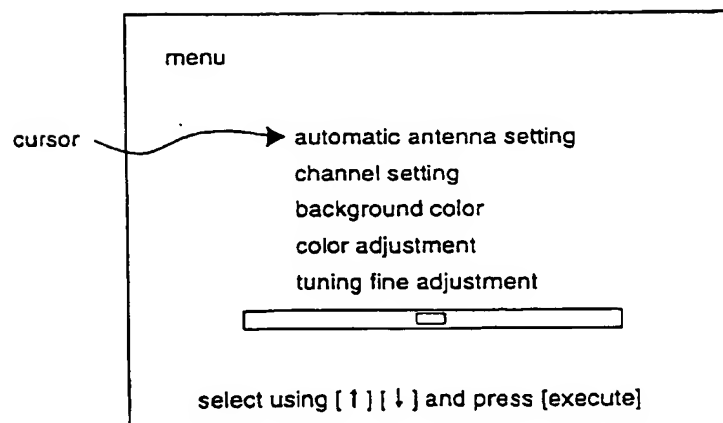 menu
cursor
automatic antenna setting
channel setting
background color
color adjustment
tuning fine adjustment
select using [↑] [↓] and press [execute]